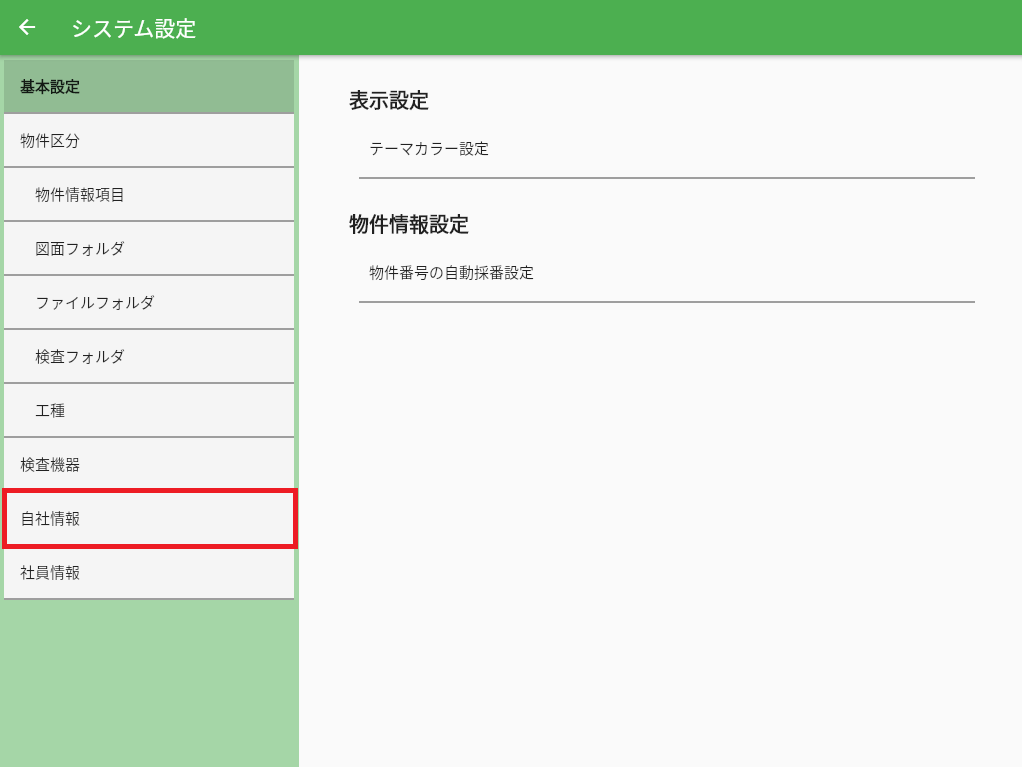 システム設定
基本設定
物件区分
物件情報項目
図面フォルダ
ファイルフォルダ
検査フォルダ
工種
検査機器
自社情報
社員情報
表示設定
テーマカラー設定
物件情報設定
物件番号の自動採番設定